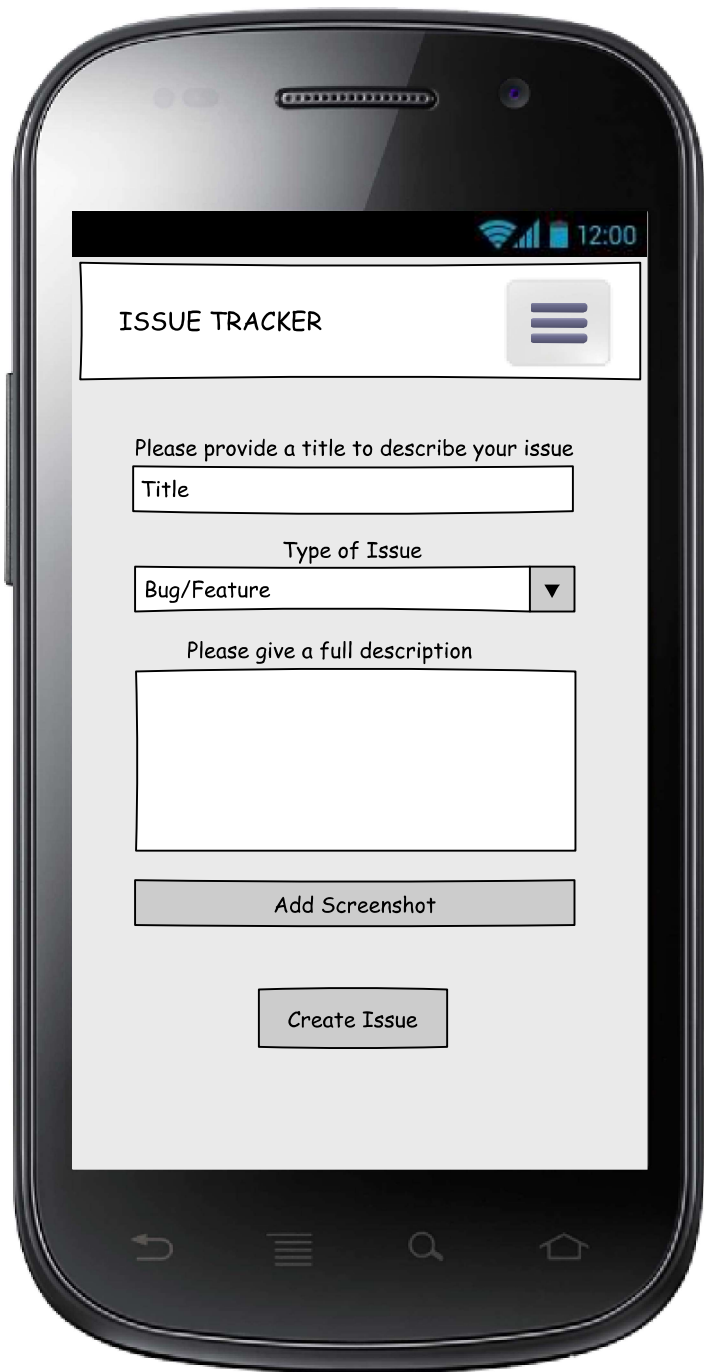 12:00
ISSUE TRACKER
Please provide a title to describe your issue
Title
Type of Issue
Bug/Feature
Please give a full description
Add Screenshot
Create Issue